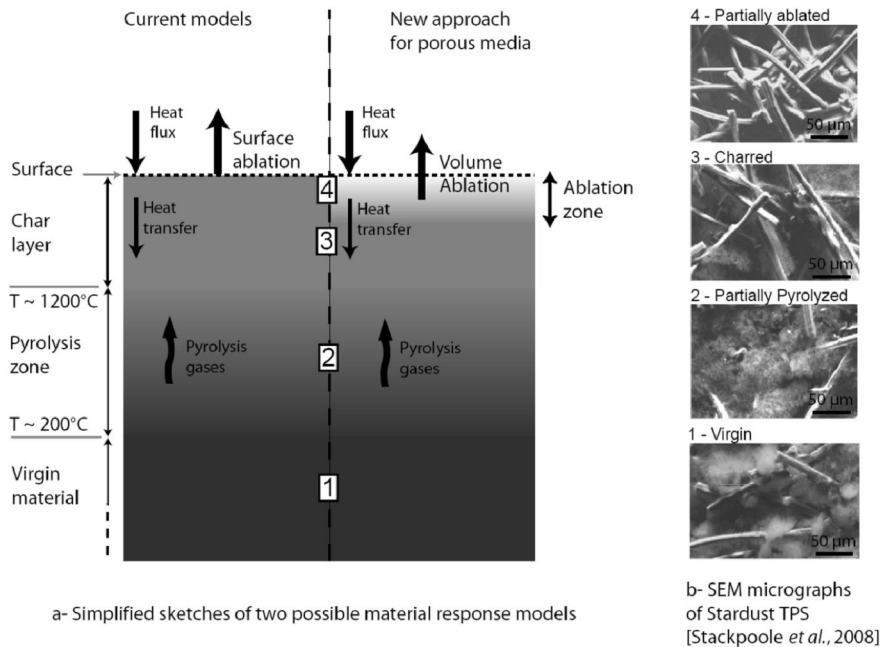 Current models
New approach
for porous media
Heat
flux
Surface
ablation
Heat
flux
Volume
Ablation
Surface
Char
layer
Heat
transfer
Heat
transfer
Ablation
zone
4
3
T ~ 1200°C
Pyrolysis
zone
Pyrolysis
gases
2
Pyrolysis
gases
T ~ 200°C
Virgin
material
1
a- Simplified sketches of two possible material response models
4 - Partially ablated
50 µm
3 - Charred
50 µm
2 - Partially Pyrolyzed
50 µm
1 - Virgin
50 µm
b- SEM micrographs
of Stardust TPS
[Stackpoole et al., 2008]